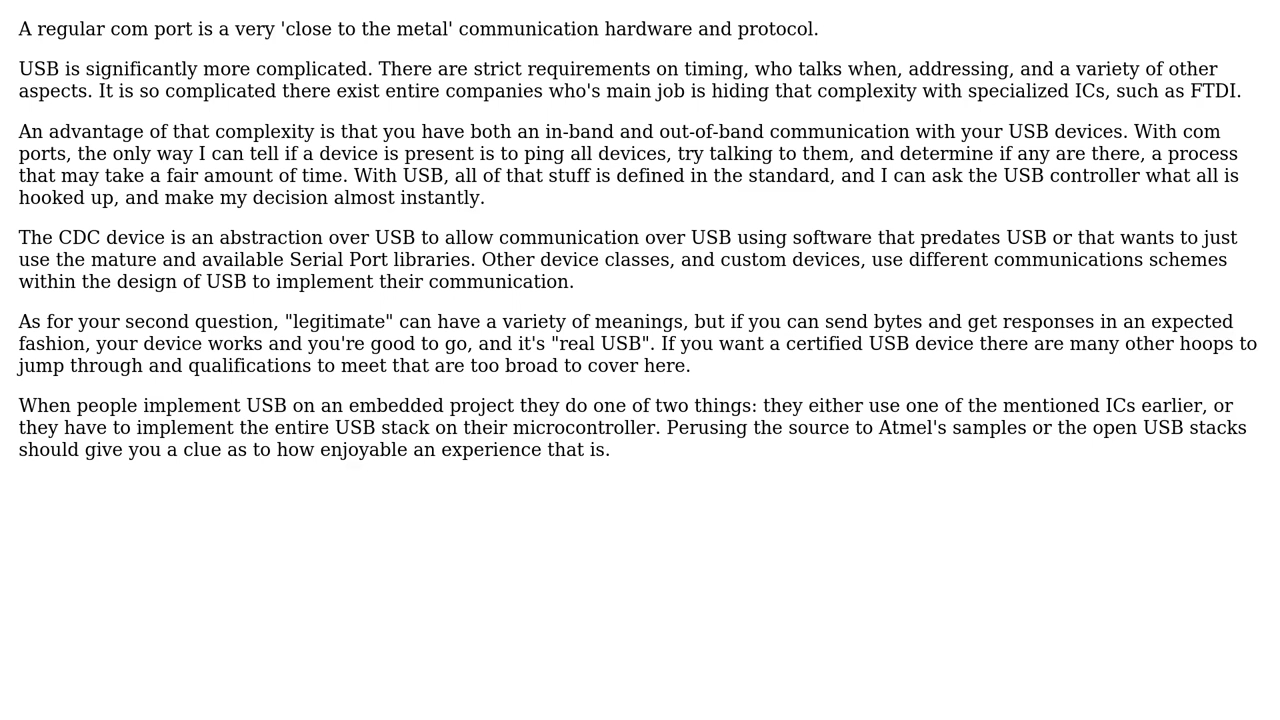 A regular com port is a very 'close to the metal' communication hardware and protocol.
USB is significantly more complicated. There are strict requirements on timing, who talks when, addressing, and a variety of other
aspects. It is so complicated there exist entire companies who's main job is hiding that complexity with specialized ICs, such as FTDI.
An advantage of that complexity is that you have both an in-band and out-of-band communication with your USB devices. With com
ports, the only way I can tell if a device is present is to ping all devices, try talking to them, and determine if any are there, a process
that may take a fair amount of time. With USB, all of that stuff is defined in the standard, and I can ask the USB controller what all is
hooked up, and make my decision almost instantly.
The CDC device is an abstraction over USB to allow communication over USB using software that predates USB or that wants to just
use the mature and available Serial Port libraries. Other device classes, and custom devices, use different communications schemes
within the design of USB to implement their communication.
As for your second question, "legitimate" can have a variety of meanings, but if you can send bytes and get responses in an expected
fashion, your device works and you're good to go, and it's "real USB". If you want a certified USB device there are many other hoops to
jump through and qualifications to meet that are too broad to cover here.
When people implement USB on an embedded project they do one of two things: they either use one of the mentioned ICs earlier, or
they have to implement the entire USB stack on their microcontroller. Perusing the source to Atmel's samples or the open USB stacks
should give you a clue as to how enjoyable an experience that is.